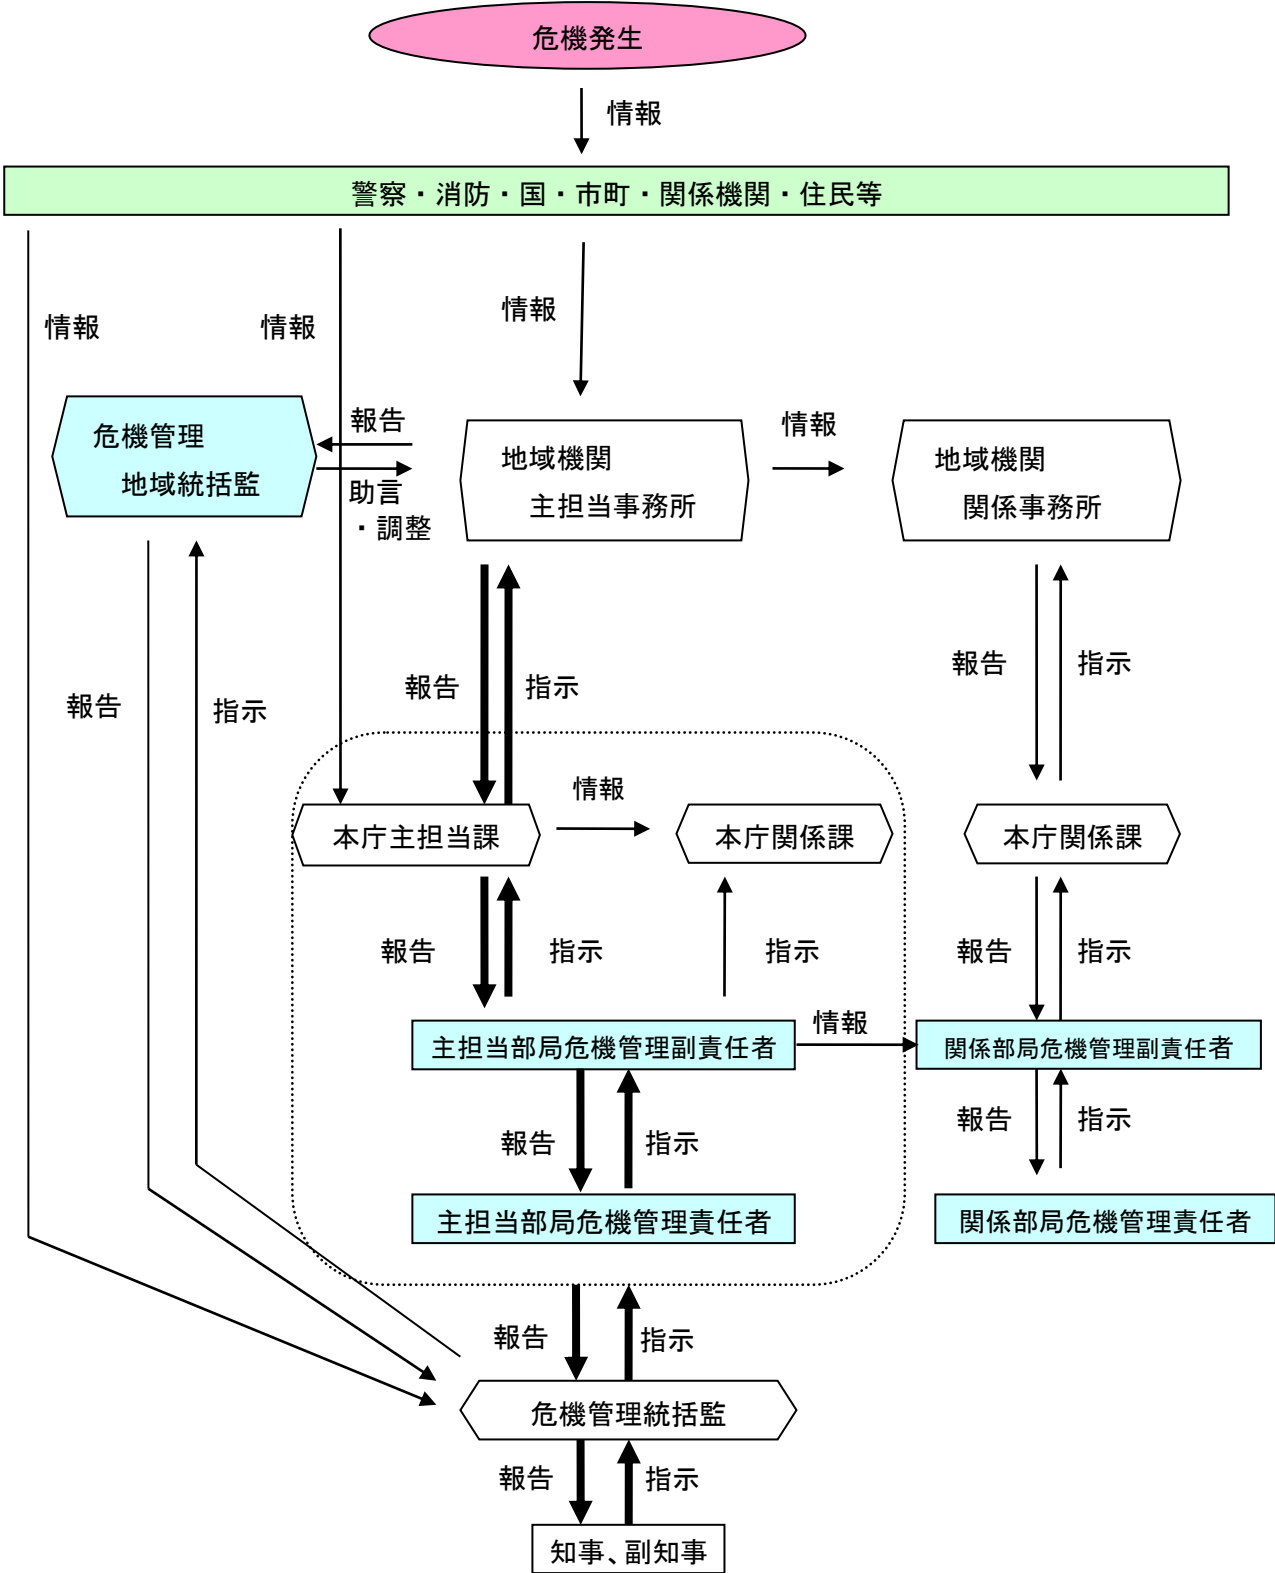 危機発生
情報
警察・消防・国・市町・関係機関・住民等
情報
情報
情報
危機管理
地域統括監
報告
助言
・調整
地域機関
主担当事務所
情報
地域機関
関係事務所
報告
指示
報告
指示
報告
指示
本庁主担当課
情報
本庁関係課
本庁関係課
報告
指示
指示
報告
指示
主担当部局危機管理副責任者
情報
関係部局危機管理副責任者
報告
指示
報告
指示
主担当部局危機管理責任者
関係部局危機管理責任者
報告
指示
危機管理統括監
報告
指示
知事、副知事